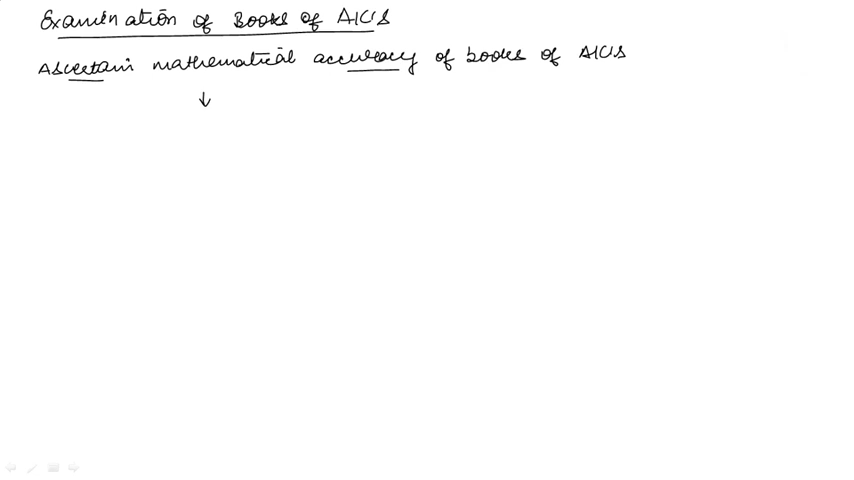 Examination of Books of A/C's
Ascertain mathematical accuracy of books of A/C's